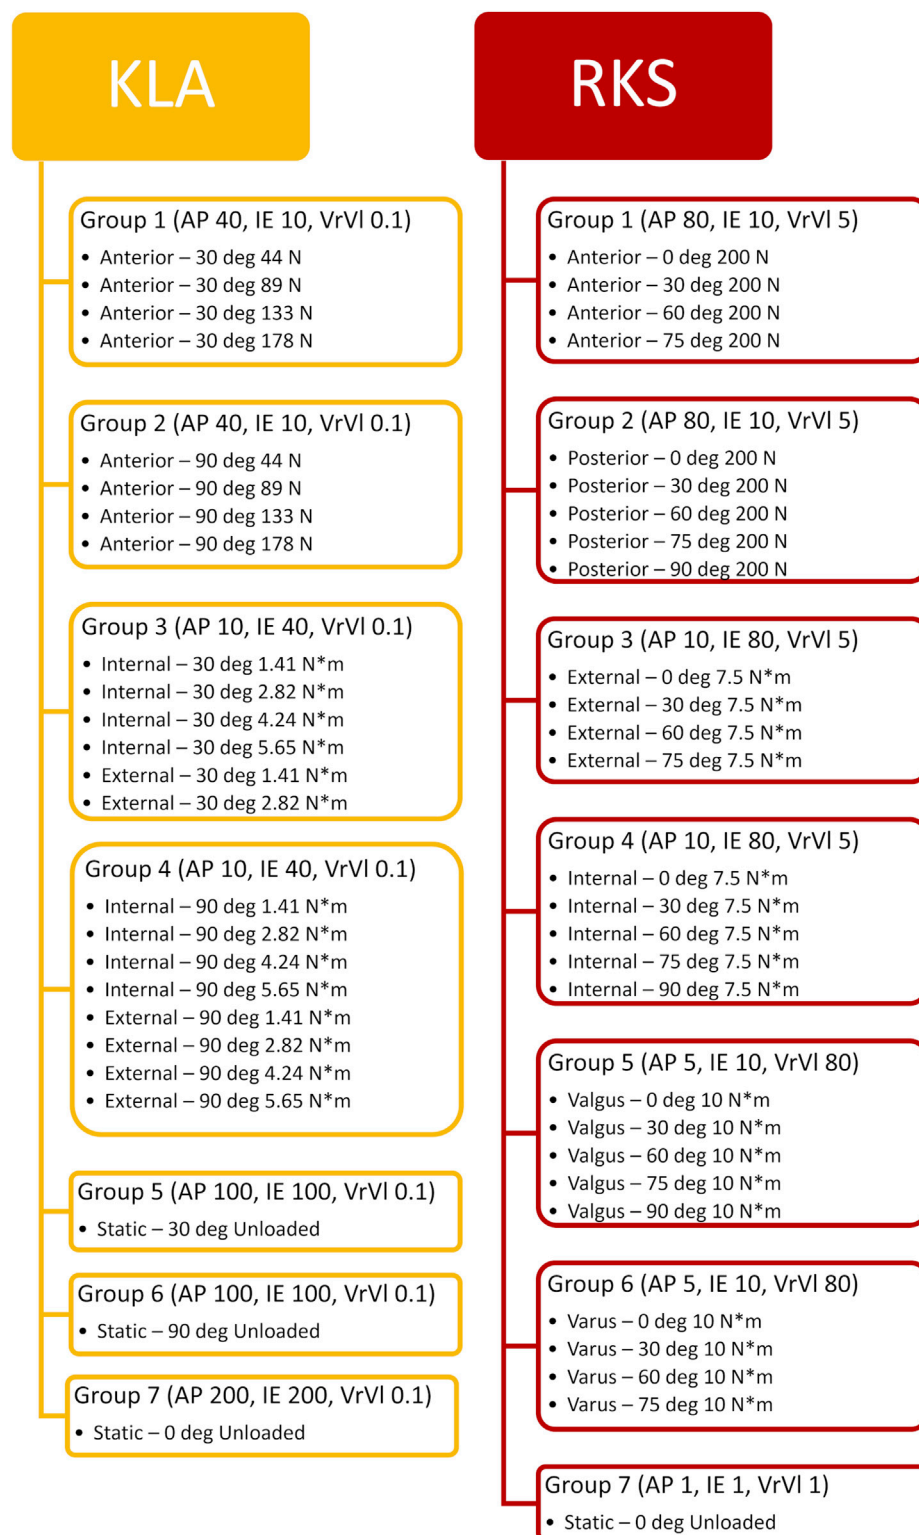 KLA
Group 1 (AP 40, IE 10, VrVl 0.1)
• Anterior – 30 deg 44 N
• Anterior – 30 deg 89 N
• Anterior – 30 deg 133 N
• Anterior – 30 deg 178 N
Group 2 (AP 40, IE 10, VrVl 0.1)
• Anterior – 90 deg 44 N
• Anterior – 90 deg 89 N
• Anterior – 90 deg 133 N
• Anterior – 90 deg 178 N
Group 3 (AP 10, IE 40, VrVl 0.1)
• Internal – 30 deg 1.41 N*m
• Internal – 30 deg 2.82 N*m
• Internal – 30 deg 4.24 N*m
• Internal – 30 deg 5.65 N*m
• External – 30 deg 1.41 N*m
• External – 30 deg 2.82 N*m
Group 4 (AP 10, IE 40, VrVl 0.1)
• Internal – 90 deg 1.41 N*m
• Internal – 90 deg 2.82 N*m
• Internal – 90 deg 4.24 N*m
• Internal – 90 deg 5.65 N*m
• External – 90 deg 1.41 N*m
• External – 90 deg 2.82 N*m
• External – 90 deg 4.24 N*m
• External – 90 deg 5.65 N*m
Group 5 (AP 100, IE 100, VrVl 0.1)
• Static – 30 deg Unloaded
Group 6 (AP 100, IE 100, VrVl 0.1)
• Static – 90 deg Unloaded
Group 7 (AP 200, IE 200, VrVl 0.1)
• Static – 0 deg Unloaded
RKS
Group 1 (AP 80, IE 10, VrVl 5)
• Anterior – 0 deg 200 N
• Anterior – 30 deg 200 N
• Anterior – 60 deg 200 N
• Anterior – 75 deg 200 N
Group 2 (AP 80, IE 10, VrVl 5)
• Posterior – 0 deg 200 N
• Posterior – 30 deg 200 N
• Posterior – 60 deg 200 N
• Posterior – 75 deg 200 N
• Posterior – 90 deg 200 N
Group 3 (AP 10, IE 80, VrVl 5)
• External – 0 deg 7.5 N*m
• External – 30 deg 7.5 N*m
• External – 60 deg 7.5 N*m
• External – 75 deg 7.5 N*m
Group 4 (AP 10, IE 80, VrVl 5)
• Internal – 0 deg 7.5 N*m
• Internal – 30 deg 7.5 N*m
• Internal – 60 deg 7.5 N*m
• Internal – 75 deg 7.5 N*m
• Internal – 90 deg 7.5 N*m
Group 5 (AP 5, IE 10, VrVl 80)
• Valgus – 0 deg 10 N*m
• Valgus – 30 deg 10 N*m
• Valgus – 60 deg 10 N*m
• Valgus – 75 deg 10 N*m
• Valgus – 90 deg 10 N*m
Group 6 (AP 5, IE 10, VrVl 80)
• Varus – 0 deg 10 N*m
• Varus – 30 deg 10 N*m
• Varus – 60 deg 10 N*m
• Varus – 75 deg 10 N*m
Group 7 (AP 1, IE 1, VrVl 1)
• Static – 0 deg Unloaded